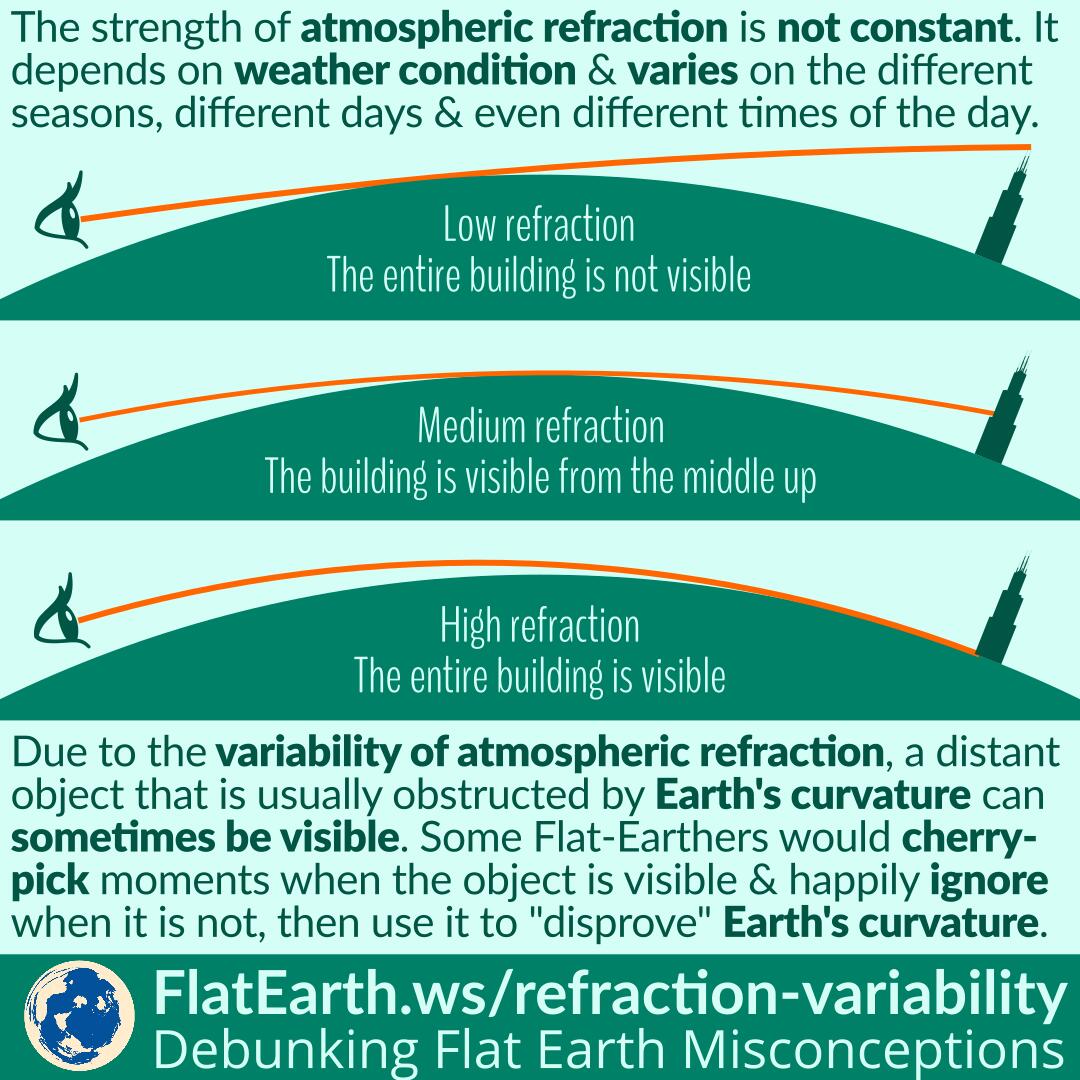 The strength of atmospheric refraction is not constant. It
depends on weather condition & varies on the different
seasons, different days & even different times of the day.
Low refraction
The entire building is not visible
Medium refraction
The building is visible from the middle up
High refraction
The entire building is visible
Due to the variability of atmospheric refraction, a distant
object that is usually obstructed by Earth's curvature can
sometimes be visible. Some Flat-Earthers would cherry-
pick moments when the object is visible & happily ignore
when it is not, then use it to "disprove" Earth's curvature.
FlatEarth.ws/refraction-variability
Debunking Flat Earth Misconceptions